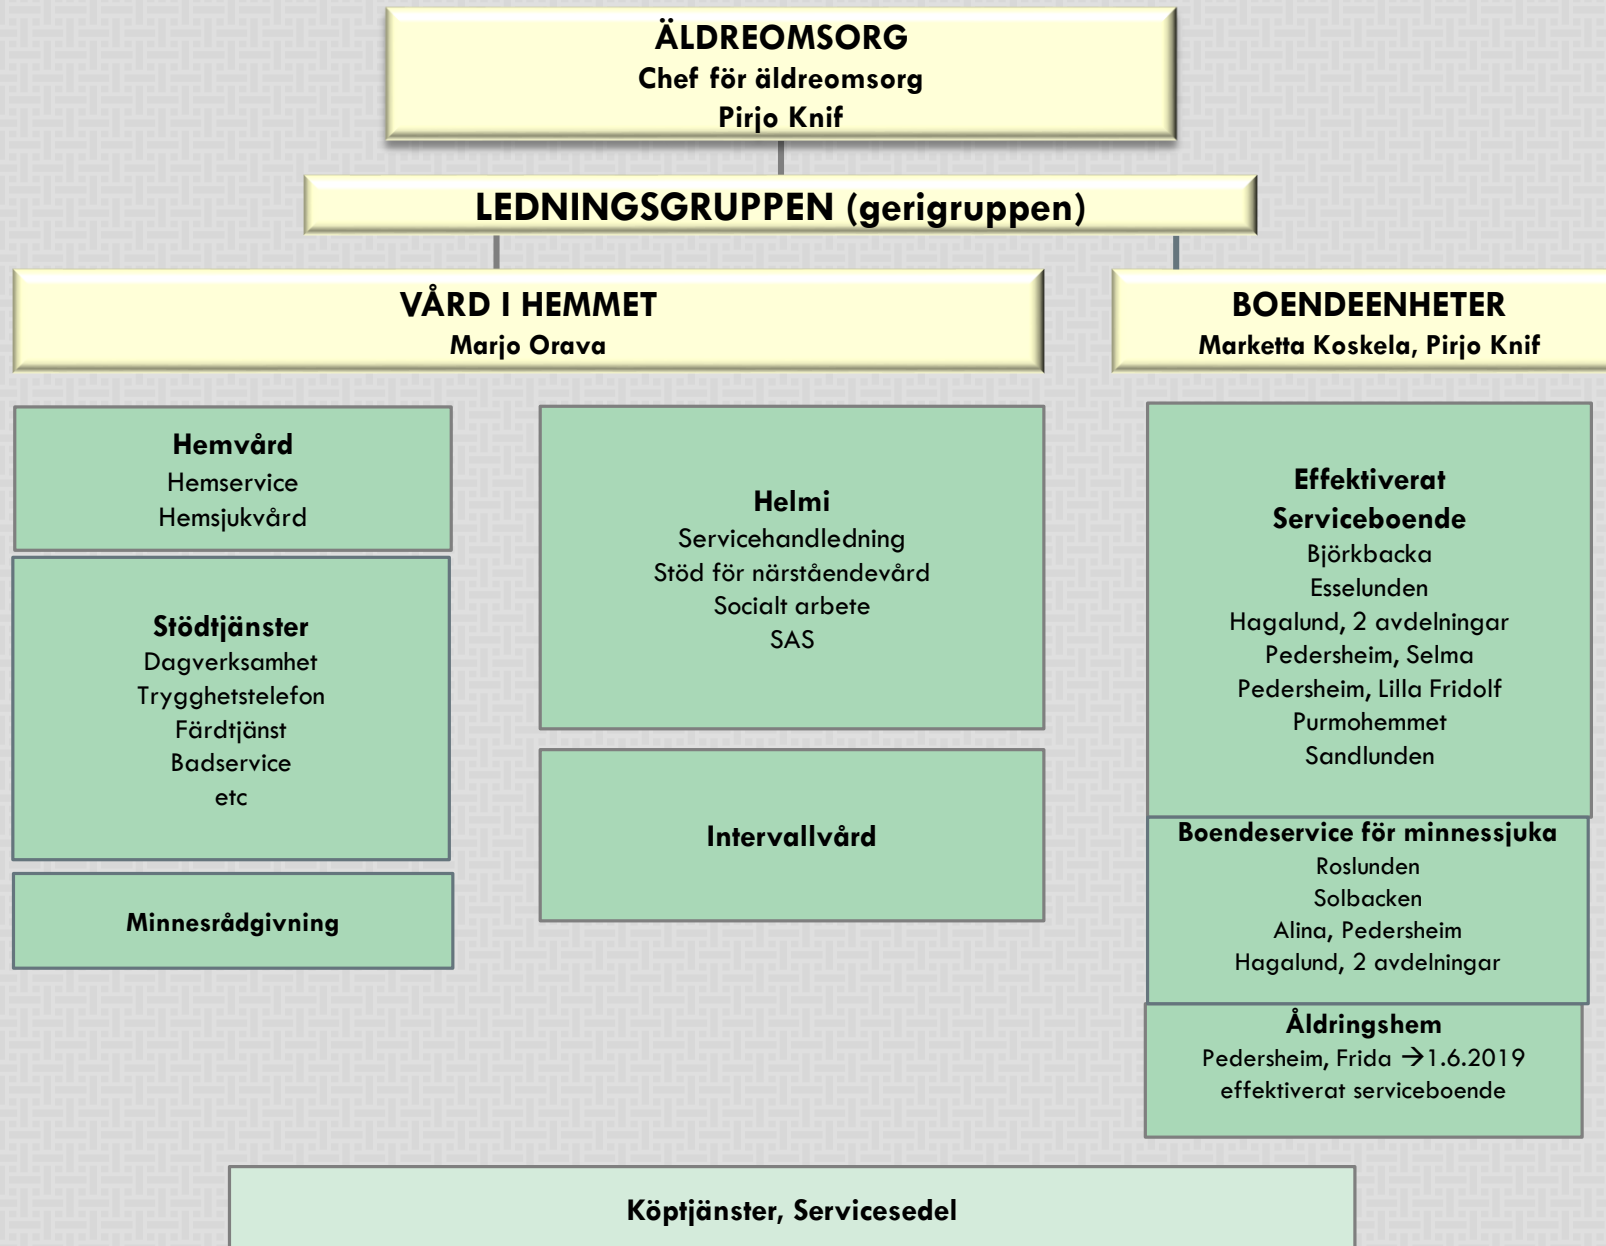 ÄLDREOMSORG
Chef för äldreomsorg
Pirjo Knif
LEDNINGSGRUPPEN (gerigruppen)
VÅRD I HEMMET
Marjo Orava
BOENDEENHETER
Marketta Koskela, Pirjo Knif
Hemvård
Hemservice
Hemsjukvård
Stödtjänster
Dagverksamhet
Trygghetstelefon
Färdtjänst
Badservice
etc
Minnesrådgivning
Helmi
Servicehandledning
Stöd för närståendevård
Socialt arbete
SAS
Intervallvård
Effektiverat
Serviceboende
Björkbacka
Esselunden
Hagalund, 2 avdelningar
Pedersheim, Selma
Pedersheim, Lilla Fridolf
Purmohemmet
Sandlunden
Boendeservice för minnessjuka
Roslunden
Solbacken
Alina, Pedersheim
Hagalund, 2 avdelningar
Åldringshem
Pedersheim, Frida →1.6.2019
effektiverat serviceboende
Köptjänster, Servicesedel